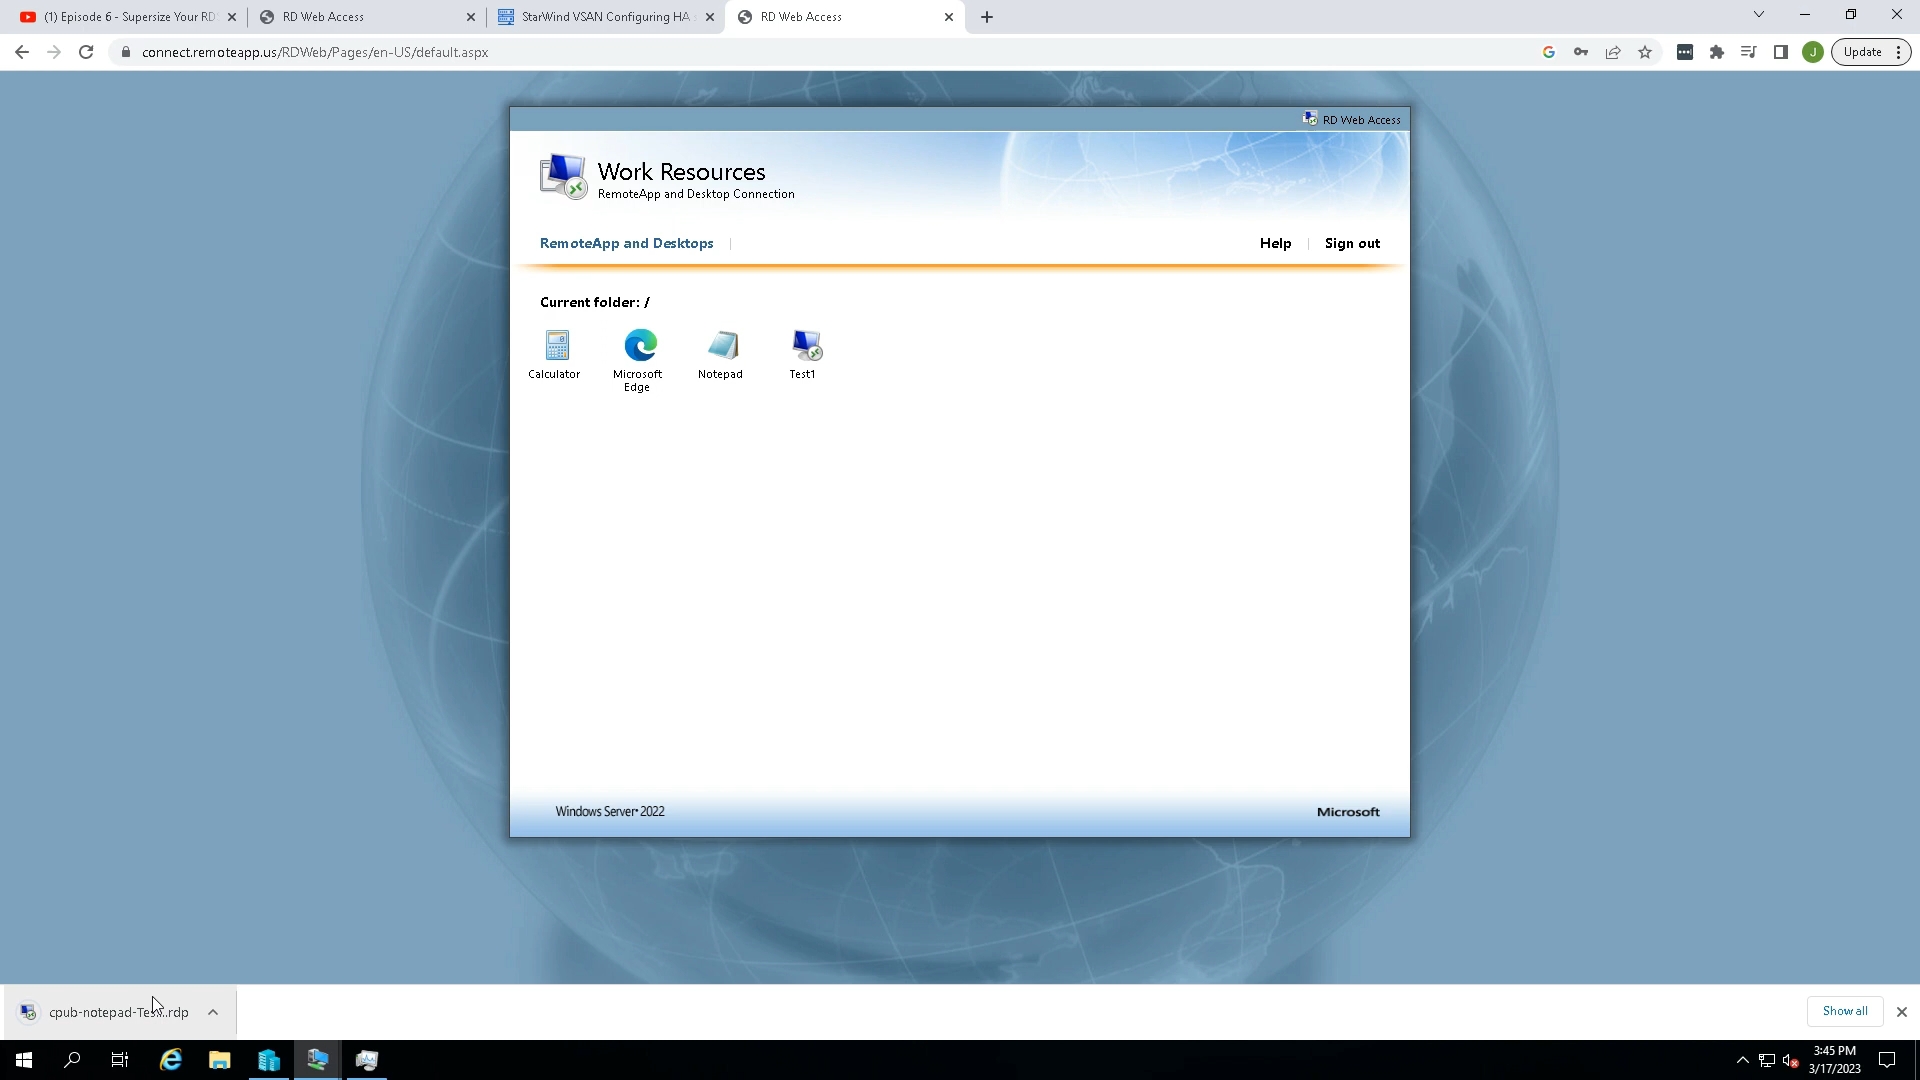 (1) Episode 6 - Supersize Your RD
RD Web Access
StarWind VSAN Configuring HA
RD Web Access
connect.remoteapp.us/RDWeb/Pages/en-US/default.aspx
J
Update
RD Web Access
Work Resources
RemoteApp and Desktop Connection
RemoteApp and Desktops
Help
Sign out
Current folder: /
Calculator
Microsoft
Edge
Notepad
Test1
Windows Server 2022
Microsoft
cpub-notepad-Tes...rdp
Show all
3:45 PM
3/17/2023